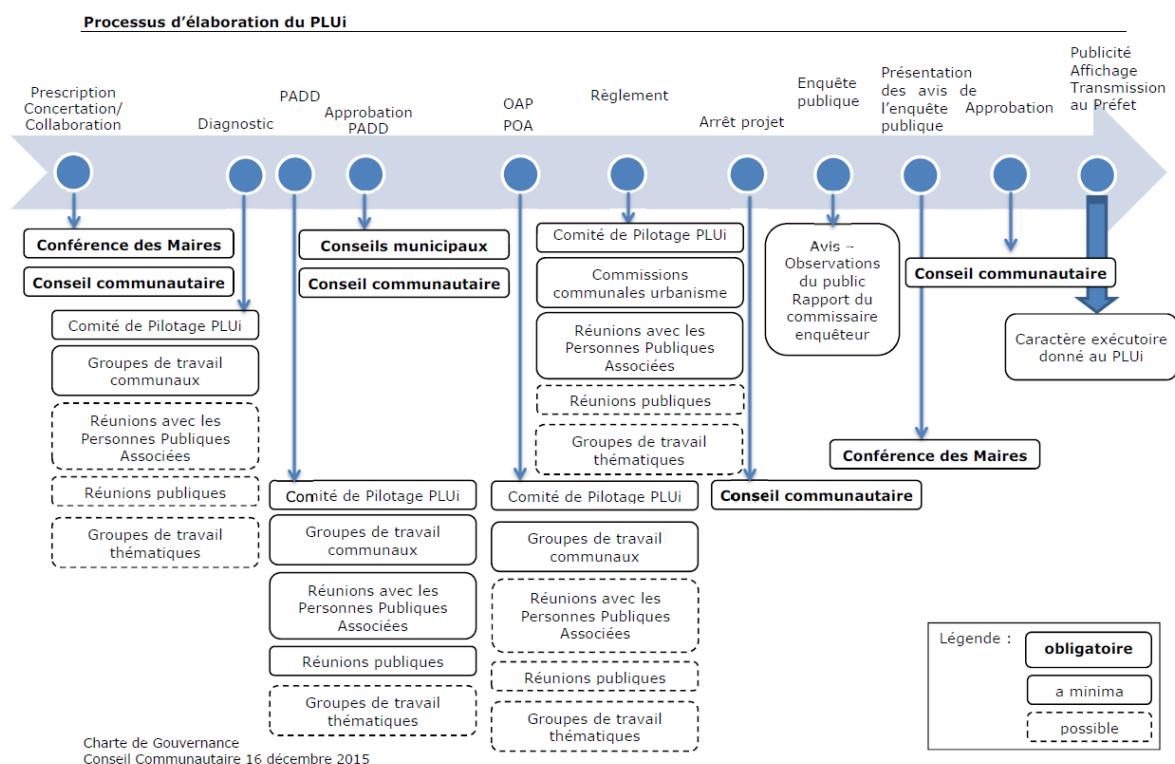 Processus d’élaboration du PLUi
Prescription
Concertation/
Collaboration
Diagnostic
PADD
Approbation
PADD
OAP
POA
Règlement
Arrêt projet
Enquête
publique
Présentation
des avis de
l’enquête
publique
Approbation
Publicité
Affichage
Transmission
au Préfet
Conférence des Maires
Conseil communautaire
Comité de Pilotage PLUi
Groupes de travail
communaux
Réunions avec les
Personnes Publiques
Associées
Réunions publiques
Groupes de travail
thématiques
Comité de Pilotage PLUi
Groupes de travail
communaux
Réunions avec les
Personnes Publiques
Associées
Réunions publiques
Groupes de travail
thématiques
Conseils municipaux
Conseil communautaire
Comité de Pilotage PLUi
Groupes de travail
communaux
Réunions avec les
Personnes Publiques
Associées
Réunions publiques
Groupes de travail
thématiques
Comité de Pilotage PLUi
Commissions
communales urbanisme
Réunions avec les
Personnes Publiques
Associées
Réunions publiques
Groupes de travail
thématiques
Conseil communautaire
Avis –
Observations
du public
Rapport du
commissaire
enquêteur
Conférence des Maires
Conseil communautaire
Caractère exécutoire
donné au PLUi
Légende :
obligatoire
a minima
possible
Charte de Gouvernance
Conseil Communautaire 16 décembre 2015